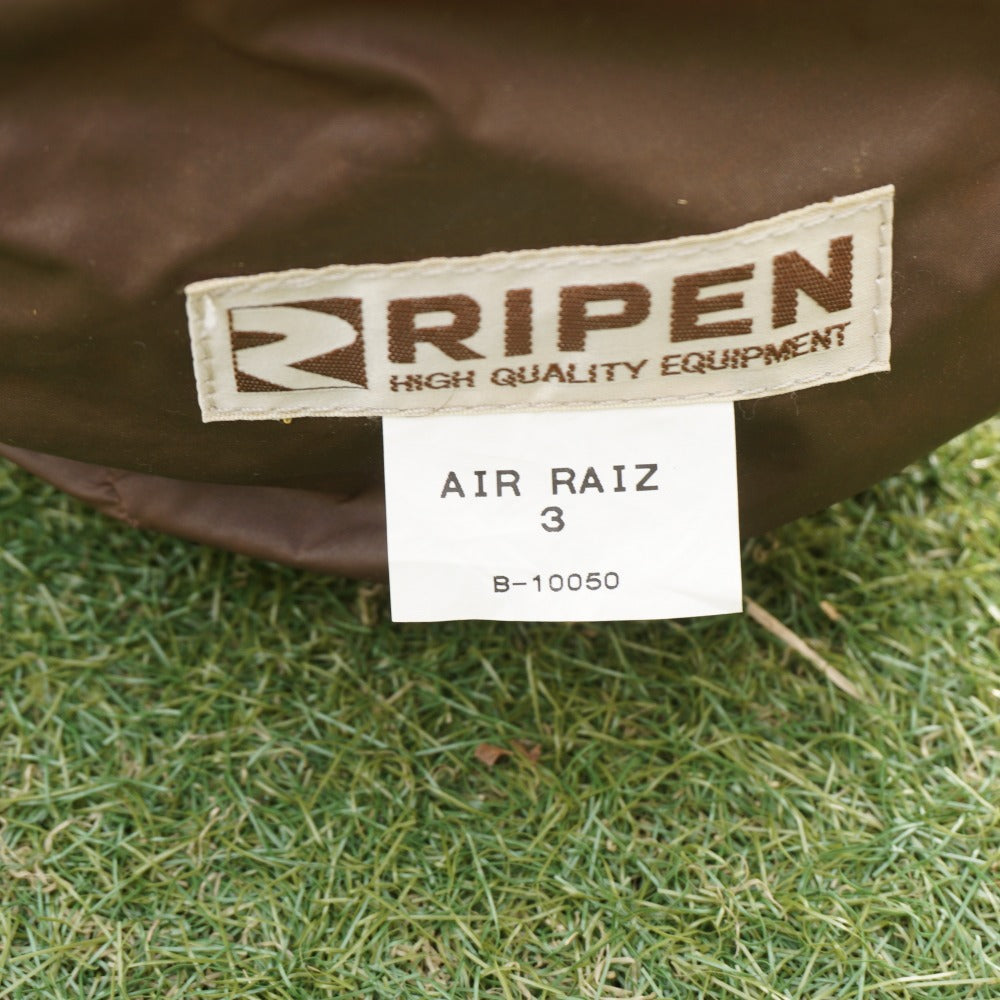 RIPEN
HIGH QUALITY EQUIPMENT
AIR RAIZ
3
B-10050